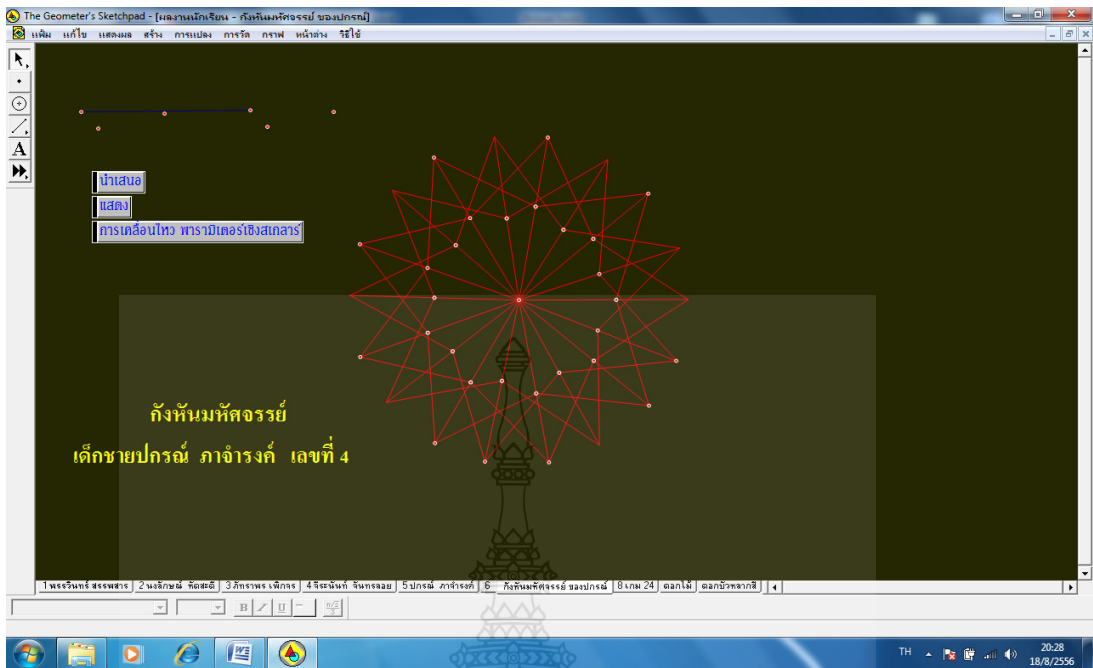 The Geometer's Sketchpad - [ผลงานนักเรียน - กังหันมหัศจรรย์ ของปกรณ์]
แฟ้ม แก้ไข แสดงผล สร้าง การแปลง การวัด กราฟ หน้าต่าง วิธีใช้
A
นำเสนอ
แสดง
การเคลื่อนไหว พารามิเตอร์เชิงสเกลาร์
กังหันมหัศจรรย์
เด็กชายปกรณ์ ภาจำรงค์ เลขที่ 4
1 พรรวินทร์ สรรพสาร 2 นงลักษณ์ ทัดสะดี 3 ภัทราพร เพิกจร 4 จิระนันท์ จันทรลอย 5 ปกรณ์ ภาจำรงค์ 6 กังหันมหัศจรรย์ ของปกรณ์ 8 เกม 24 ดอกไม้ ดอกบัวหลากสี
B I U
TH 20:28
18/8/2556